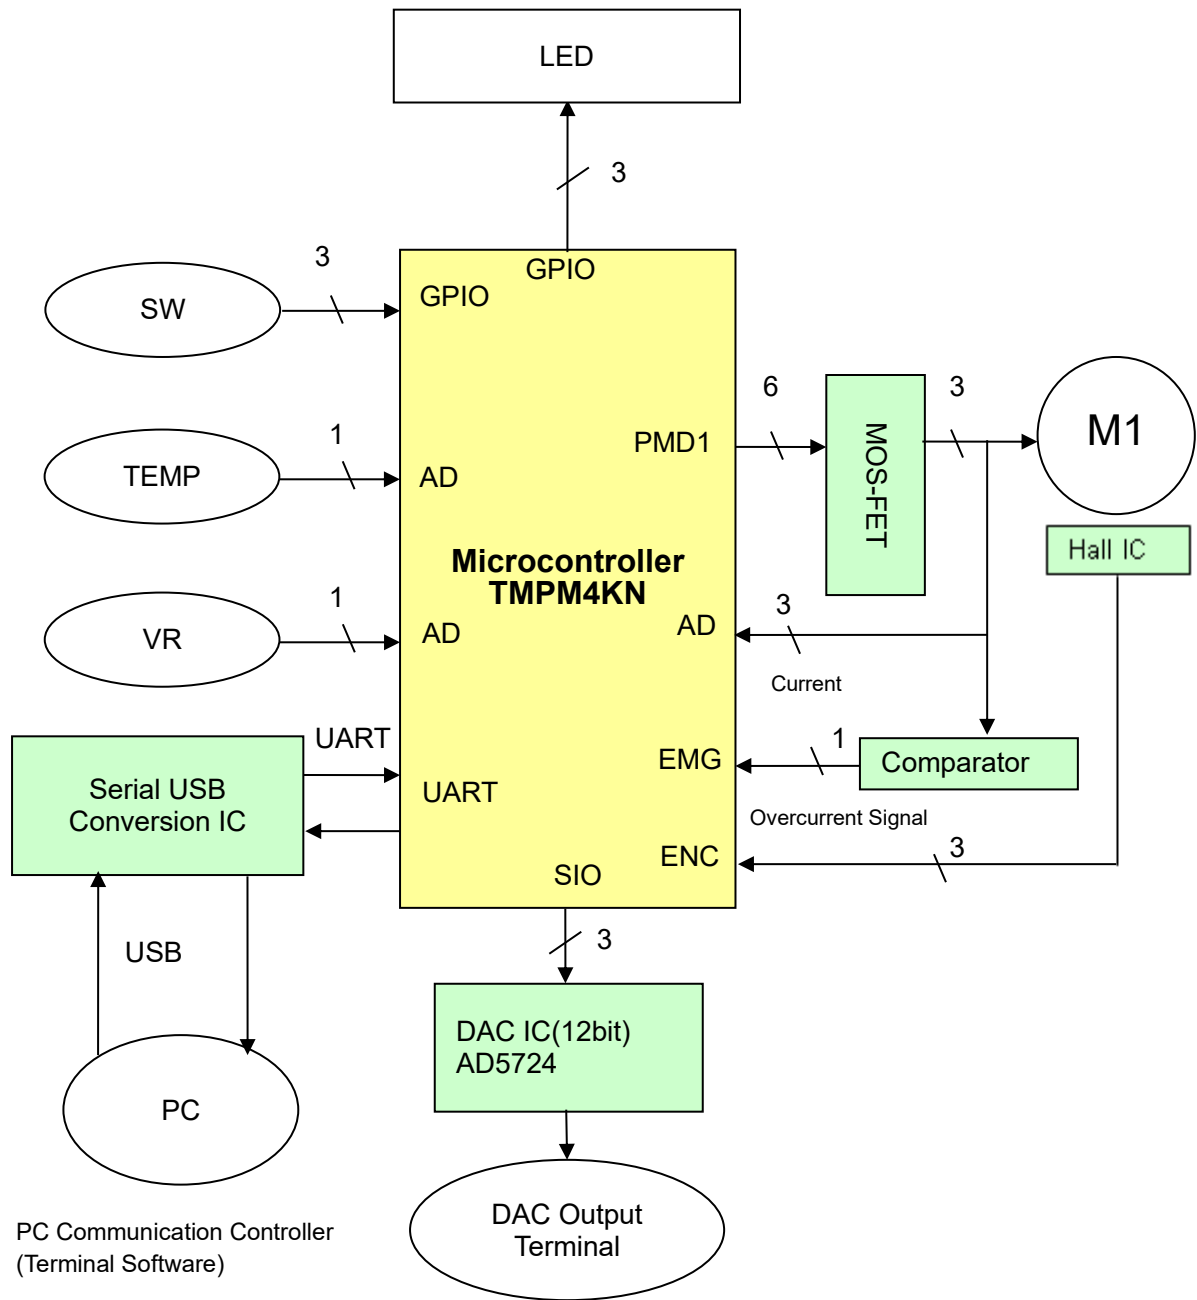 LED
3
3
GPIO
SW
GPIO
6
3
M1
1
PMD1
MOS-FET
TEMP
AD
Hall IC
Microcontroller
TMPM4KN
1
3
VR
AD
AD
Current
UART
1
EMG
Comparator
Serial USB
Conversion IC
UART
Overcurrent Signal
3
ENC
SIO
USB
3
DAC IC(12bit)
AD5724
PC
DAC Output
Terminal
PC Communication Controller
(Terminal Software)